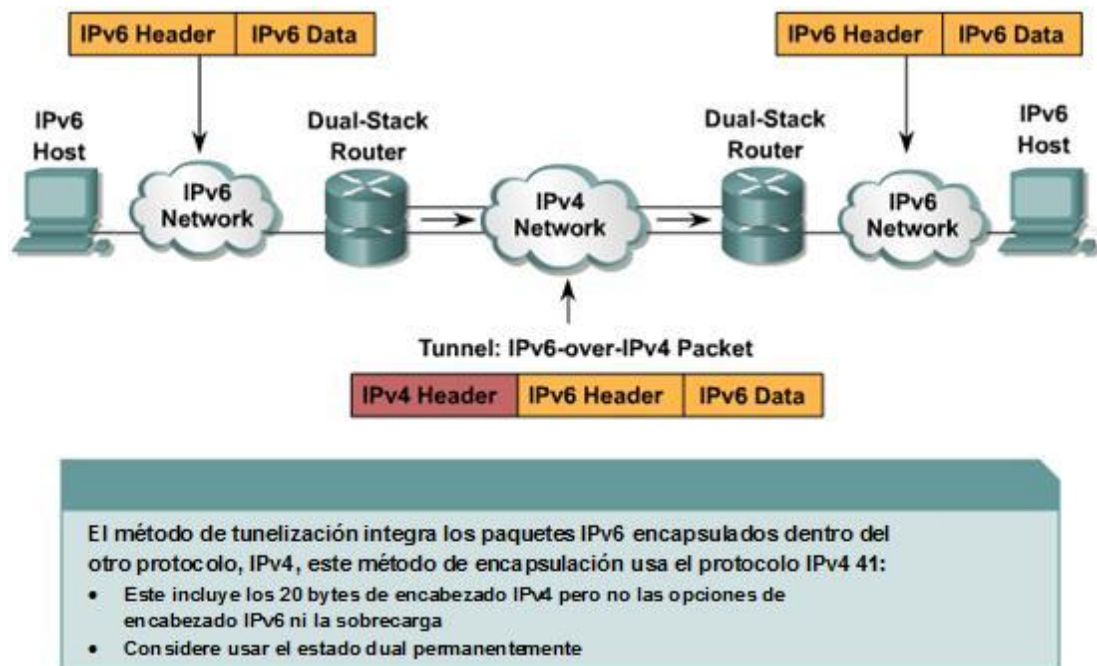 IPv6 Header IPv6 Data
IPv6 Header IPv6 Data
IPv6
Host
Dual-Stack
Router
Dual-Stack
Router
IPv6
Host
IPv6
Network
IPv4
Network
IPv6
Network
Tunnel: IPv6-over-IPv4 Packet
IPv4 Header IPv6 Header IPv6 Data
El método de tunelización integra los paquetes IPv6 encapsulados dentro del
otro protocolo, IPv4, este método de encapsulación usa el protocolo IPv4 41:
• Este incluye los 20 bytes de encabezado IPv4 pero no las opciones de
encabezado IPv6 ni la sobrecarga
• Considere usar el estado dual permanentemente